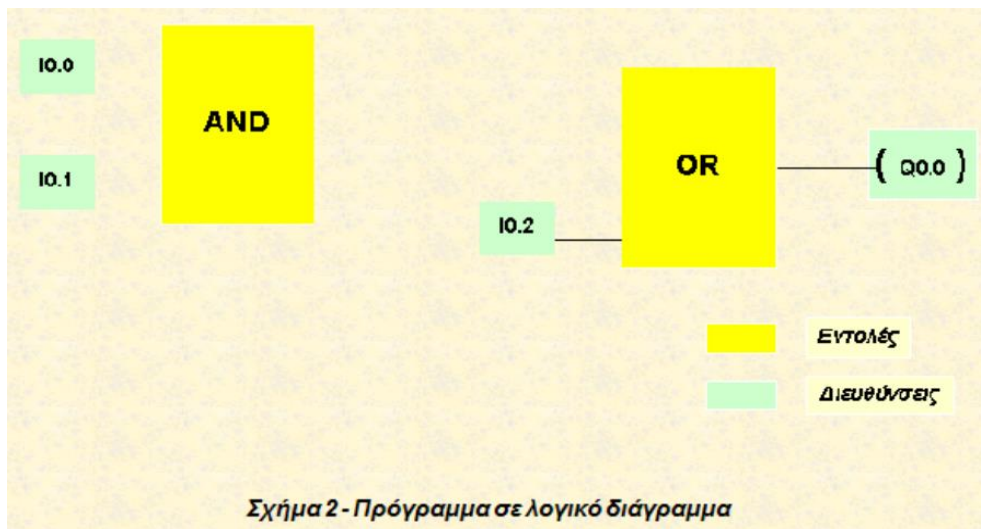 I0.0
AND
I0.1
OR
( Q0.0 )
I0.2
Εντολές
Διευθύνσεις
Σχήμα 2 - Πρόγραμμα σε λογικό διάγραμμα